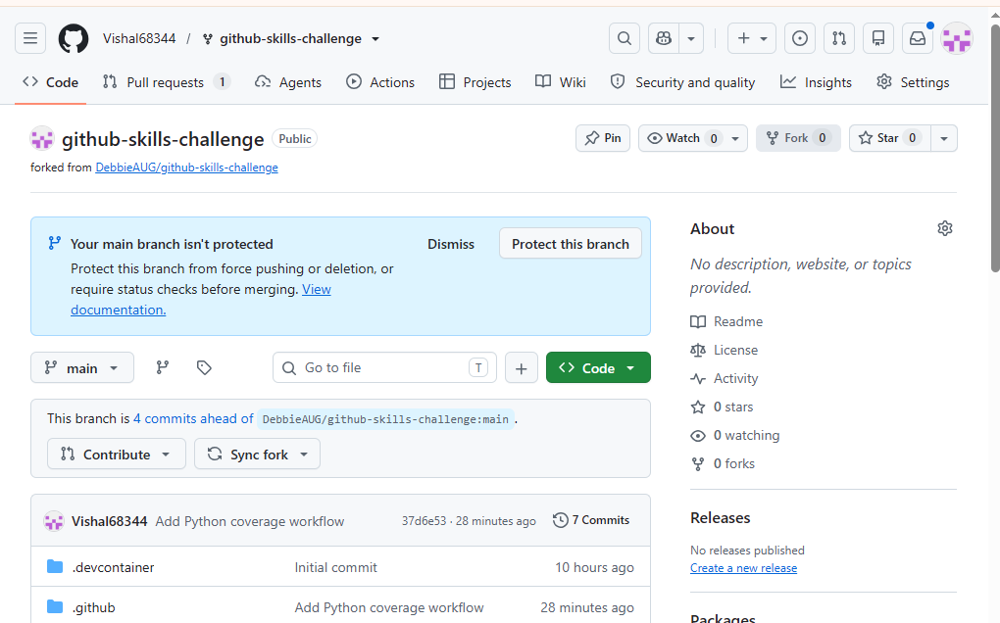 Vishal68344 / github-skills-challenge
Code Pull requests 1 Agents Actions Projects Wiki Security and quality Insights Settings
github-skills-challenge Public Pin Watch 0 Fork 0 Star 0
forked from DebbieAUG/github-skills-challenge
Your main branch isn't protected
Protect this branch from force pushing or deletion, or
require status checks before merging. View
documentation.
Dismiss Protect this branch
main Go to file T Code
This branch is 4 commits ahead of DebbieAUG/github-skills-challenge:main .
Contribute Sync fork
Vishal68344 Add Python coverage workflow 37d6e53 · 28 minutes ago 7 Commits
.devcontainer Initial commit 10 hours ago
.github Add Python coverage workflow 28 minutes ago
About
No description, website, or topics
provided.
Readme
License
Activity
0 stars
0 watching
0 forks
Releases
No releases published
Create a new release
Packages